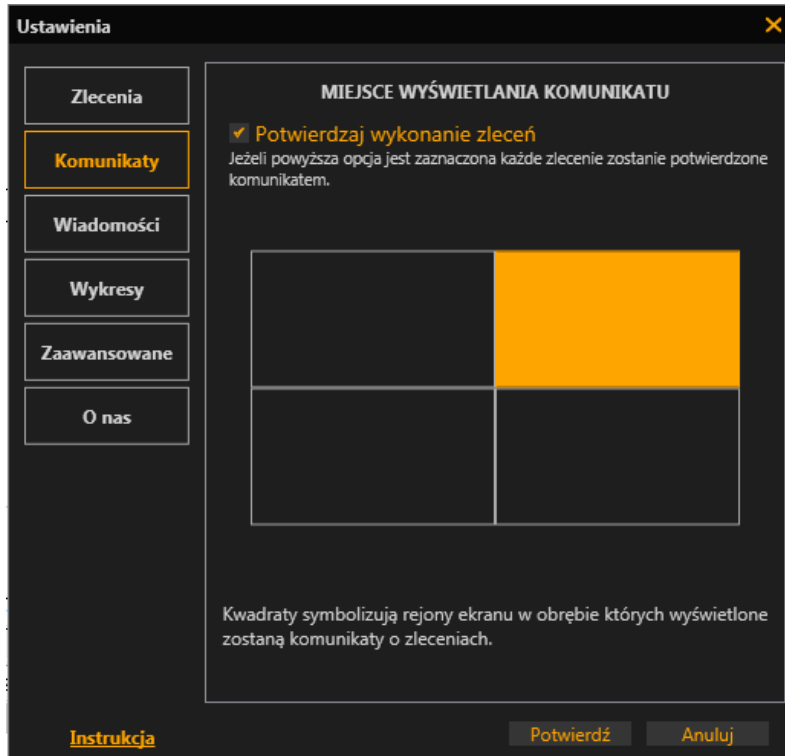 Ustawienia
Zlecenia
Komunikaty
Wiadomości
Wykresy
Zaawansowane
O nas
MIEJSCE WYŚWIETLANIA KOMUNIKATU
Potwierdzaj wykonanie zleceń
Jeżeli powyższa opcja jest zaznaczona każde zlecenie zostanie potwierdzone
komunikatem.
Kwadraty symbolizują rejony ekranu w obrębie których wyświetlone
zostaną komunikaty o zleceniach.
Instrukcja
Potwierdź
Anuluj